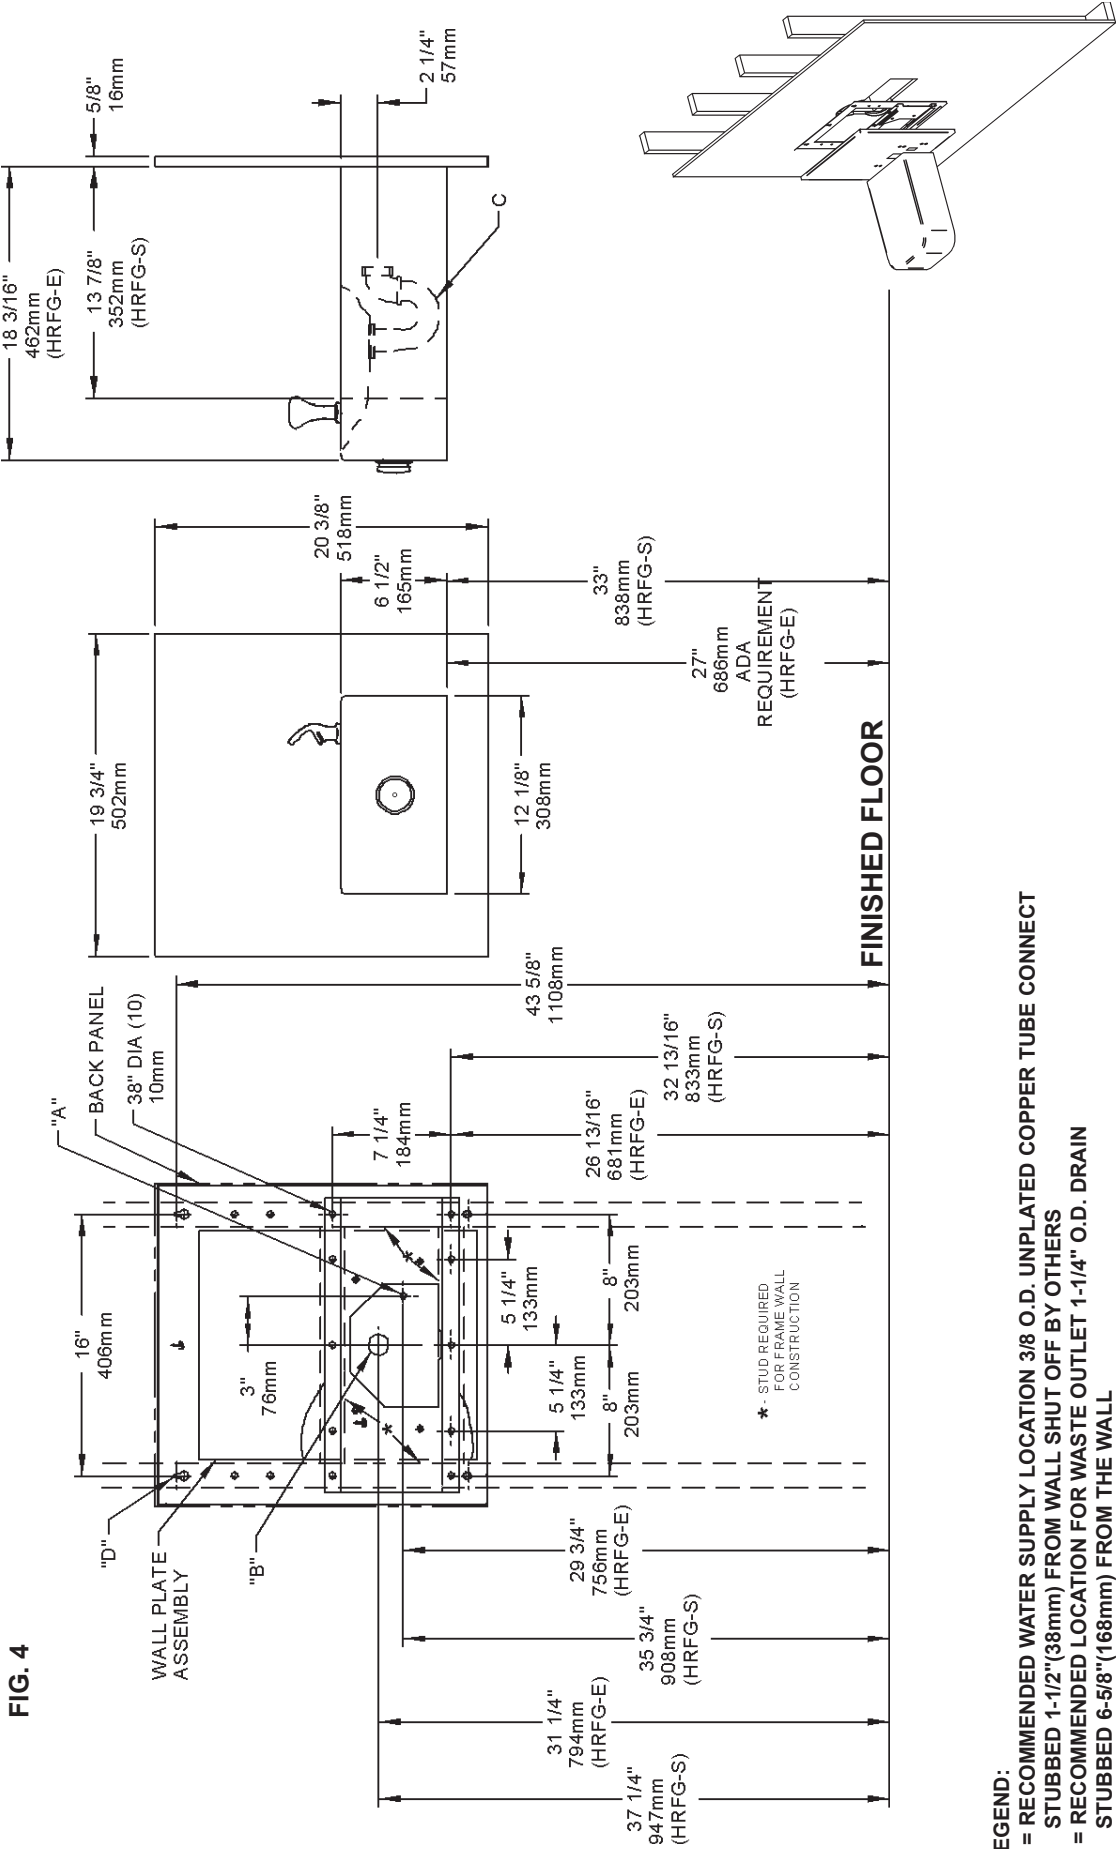 FIG. 4
"D"
WALL PLATE
ASSEMBLY
"B"
16"
406mm
3"
76mm
"A"
BACK PANEL
38" DIA (10)
10mm
7 1/4"
184mm
5 1/4"
133mm
5 1/4"
133mm
8"
203mm
8"
203mm
26 13/16"
681mm
(HRFG-E)
32 13/16"
833mm
(HRFG-S)
43 5/8"
1108mm
29 3/4"
756mm
(HRFG-E)
35 3/4"
908mm
(HRFG-S)
31 1/4"
794mm
(HRFG-E)
37 1/4"
947mm
(HRFG-S)
* - STUD REQUIRED
FOR FRAME WALL
CONSTRUCTION
19 3/4"
502mm
20 3/8"
518mm
6 1/2"
165mm
12 1/8"
308mm
33"
838mm
(HRFG-S)
27"
686mm
ADA
REQUIREMENT
(HRFG-E)
FINISHED FLOOR
18 3/16"
462mm
(HRFG-E)
13 7/8"
352mm
(HRFG-S)
5/8"
16mm
2 1/4"
57mm
C
EGEND:
= RECOMMENDED WATER SUPPLY LOCATION 3/8 O.D. UNPLATED COPPER TUBE CONNECT
STUBBED 1-1/2"(38mm) FROM WALL SHUT OFF BY OTHERS
= RECOMMENDED LOCATION FOR WASTE OUTLET 1-1/4" O.D. DRAIN
STUBBED 6-5/8"(168mm) FROM THE WALL